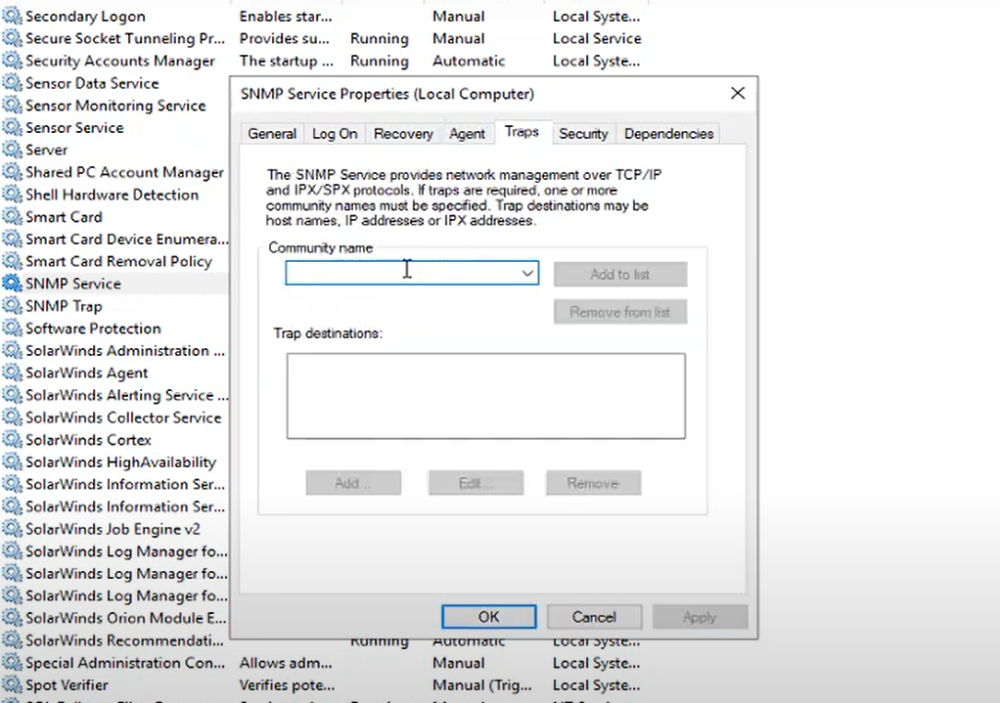 Secondary Logon Enables star... Manual Local Syste...
Secure Socket Tunneling Pr... Provides su... Running Manual Local Service
Security Accounts Manager The startup ... Running Automatic Local Syste...
Sensor Data Service
Sensor Monitoring Service
Sensor Service
Server
Shared PC Account Manager
Shell Hardware Detection
Smart Card
Smart Card Device Enumera...
Smart Card Removal Policy
SNMP Service
SNMP Trap
Software Protection
SolarWinds Administration ...
SolarWinds Agent
SolarWinds Alerting Service ...
SolarWinds Collector Service
SolarWinds Cortex
SolarWinds HighAvailability
SolarWinds Information Ser...
SolarWinds Information Ser...
SolarWinds Job Engine v2
SolarWinds Log Manager fo...
SolarWinds Log Manager fo...
SolarWinds Log Manager fo...
SolarWinds Orion Module E...
SolarWinds Recommendati... Running Automatic Local Syste...
Special Administration Con... Allows adm... Manual Local Syste...
Spot Verifier Verifies pote... Manual (Trig... Local Syste...
SNMP Service Properties (Local Computer)
General Log On Recovery Agent Traps Security Dependencies
The SNMP Service provides network management over TCP/IP
and IPX/SPX protocols. If traps are required, one or more
community names must be specified. Trap destinations may be
host names, IP addresses or IPX addresses.
Community name
Add to list
Remove from list
Trap destinations:
Add... Edit... Remove
OK Cancel Apply